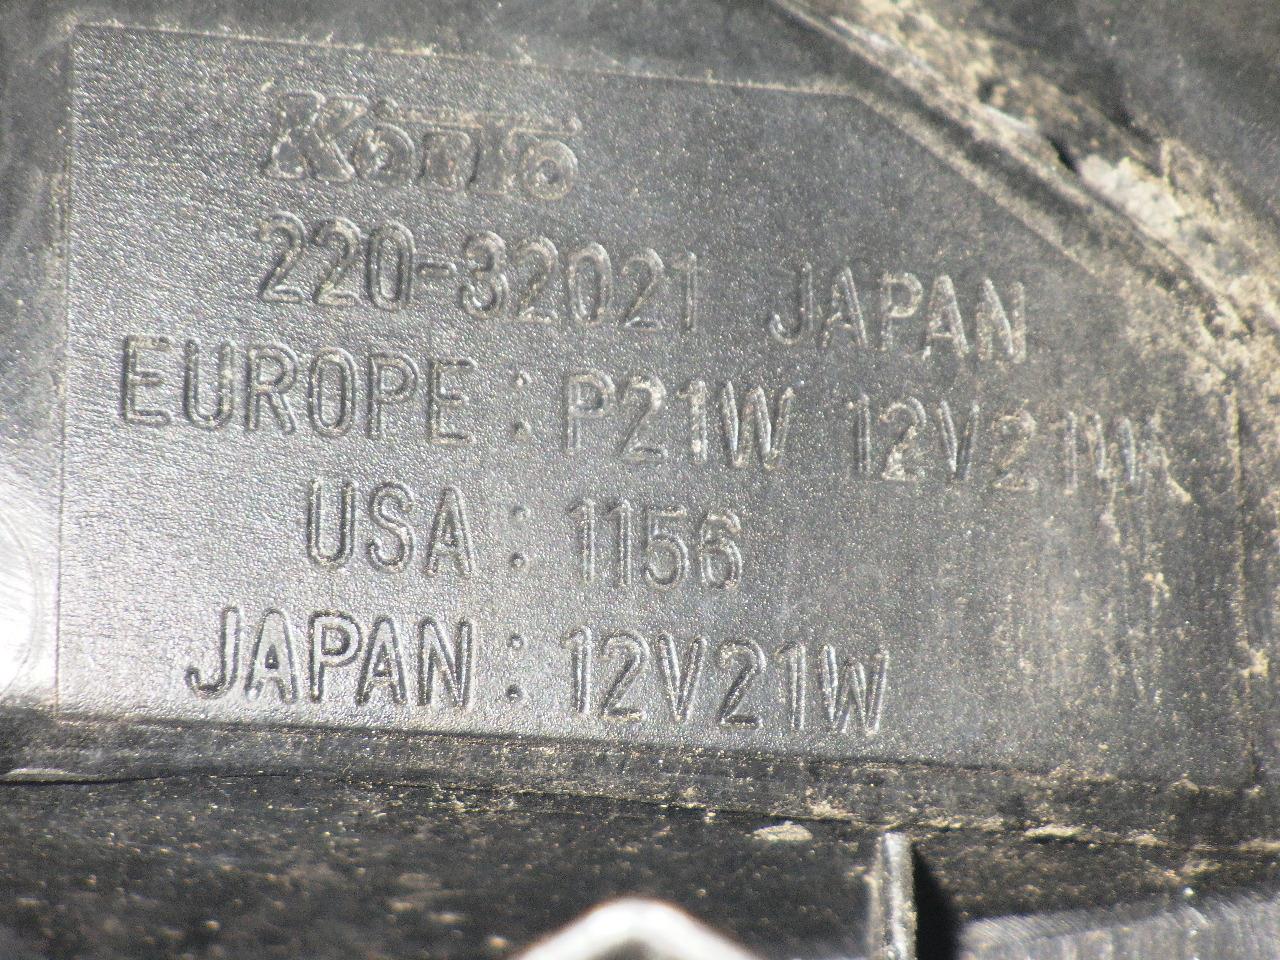 Koito
220-32021 JAPAN
EUROPE : P21W 12V21W
USA : 1156
JAPAN : 12V21W